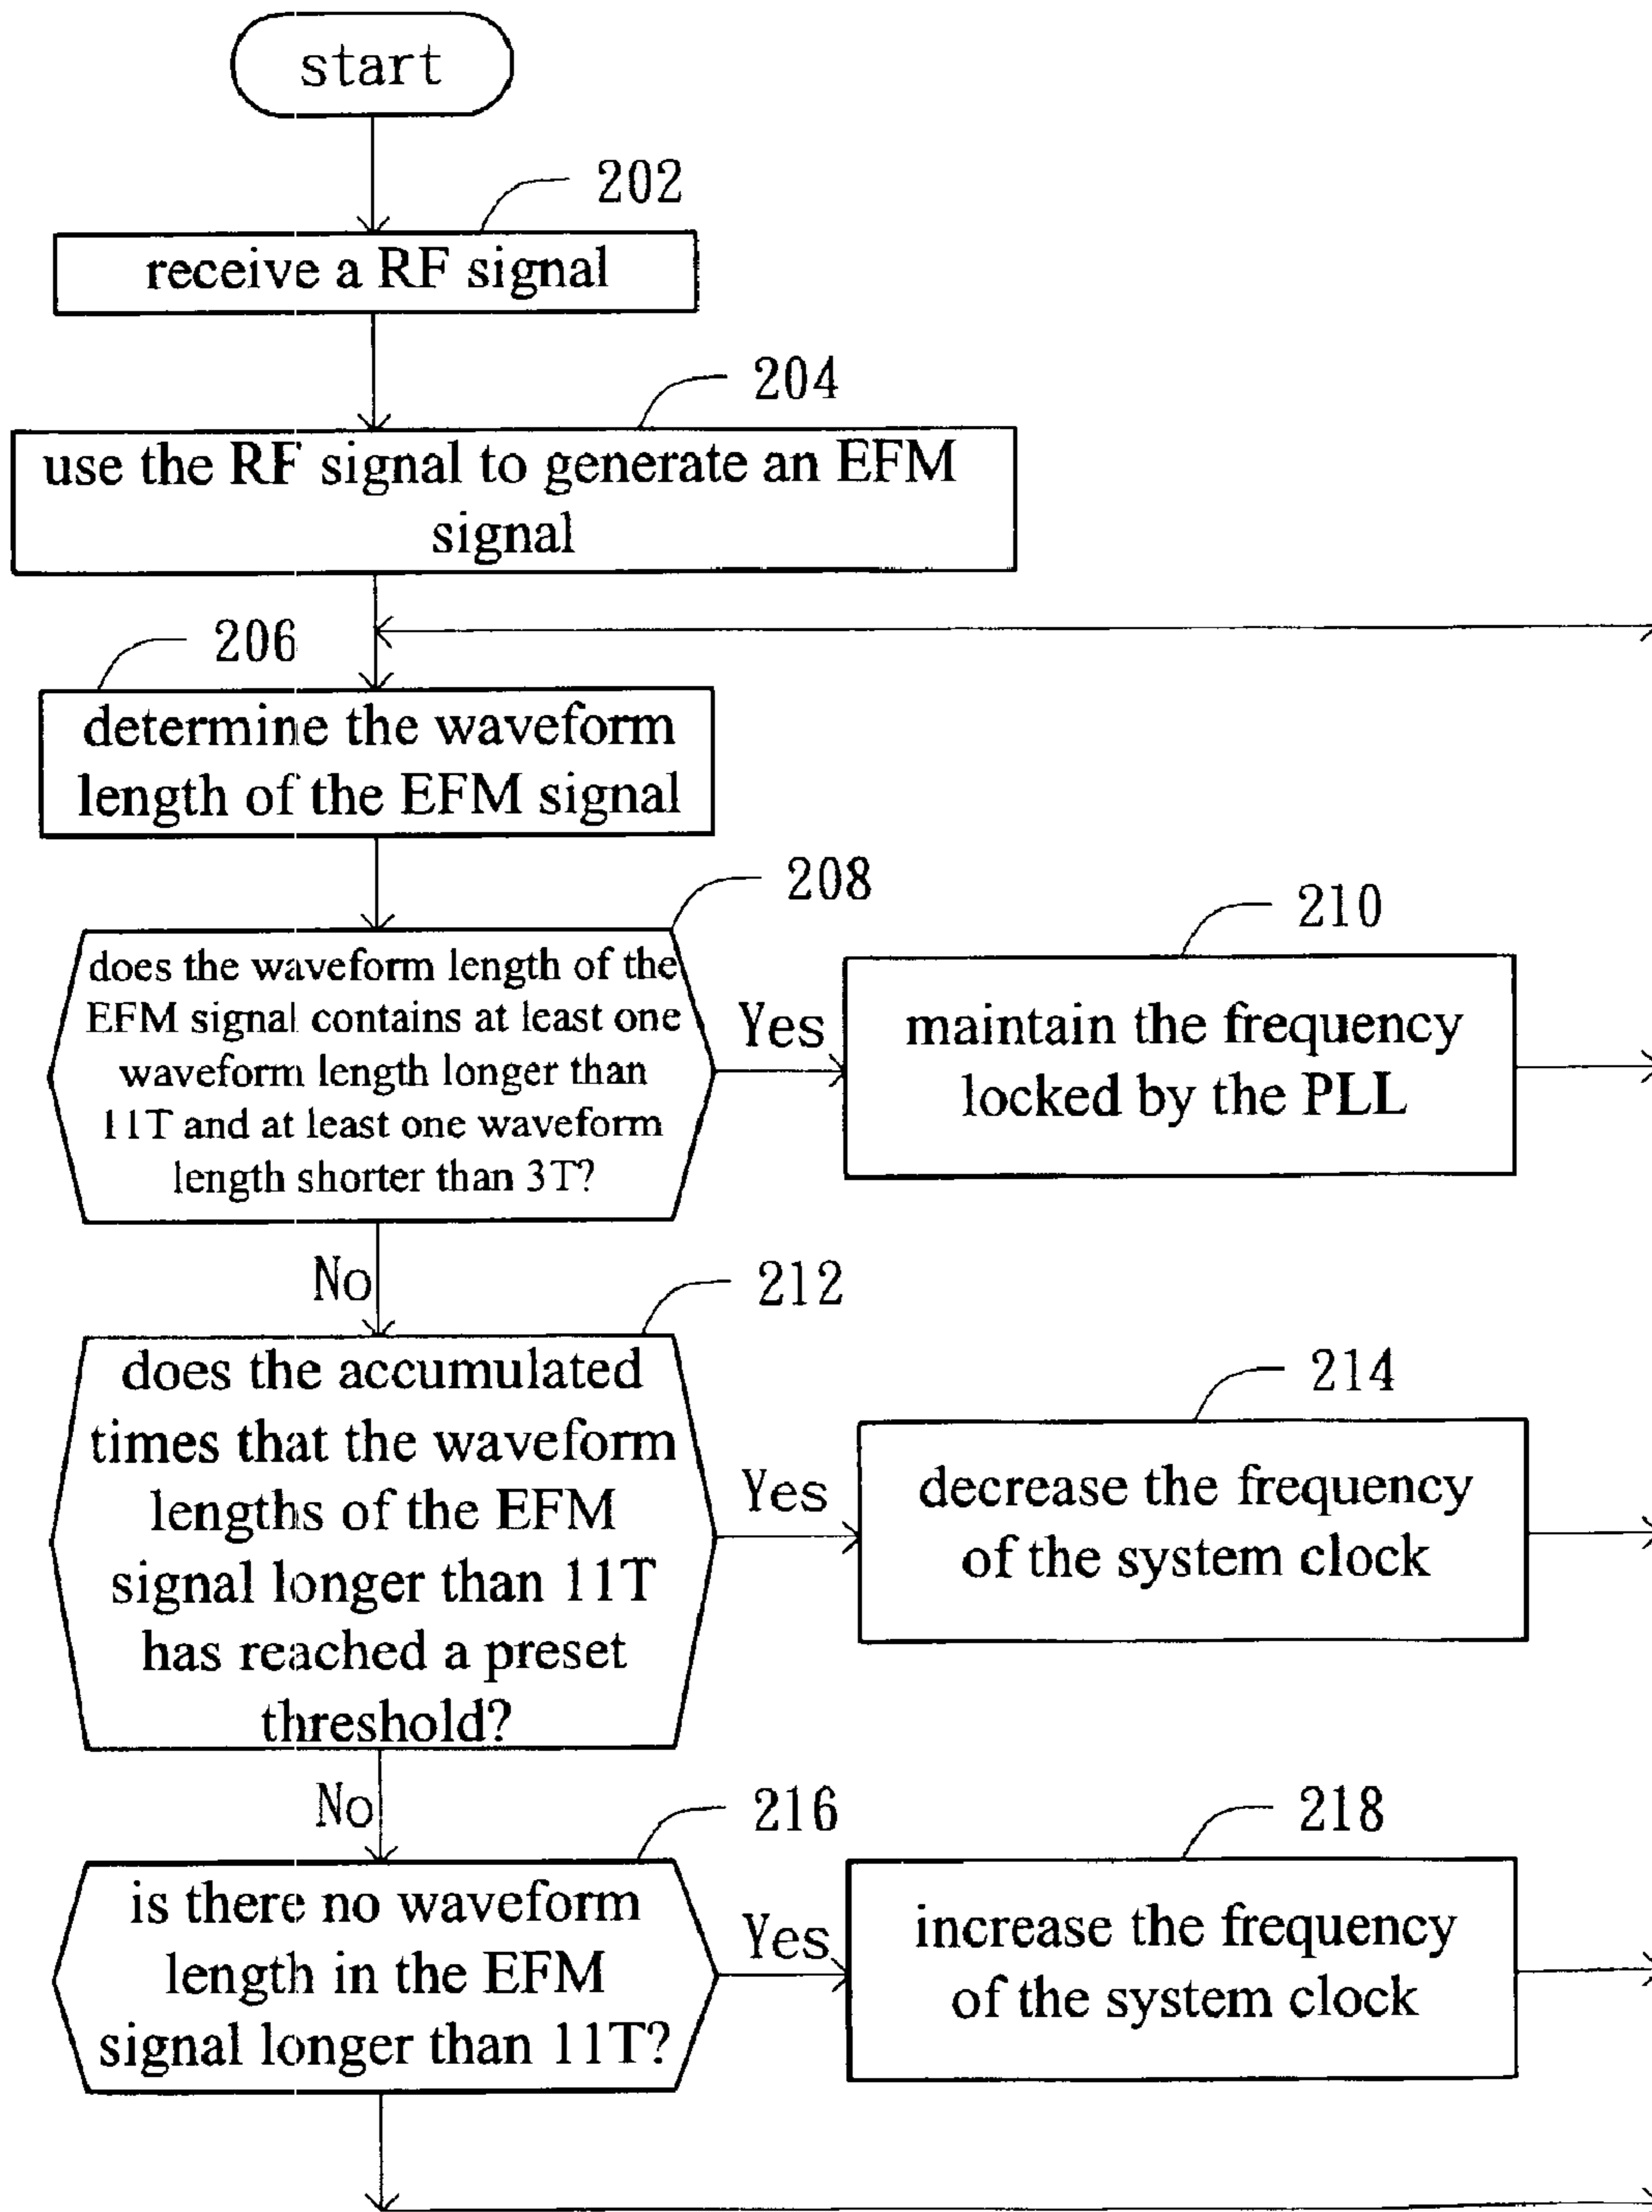 start
202
receive a RF signal
204
use the RF signal to generate an EFM
signal
206
determine the waveform
length of the EFM signal
208
does the waveform length of the
EFM signal contains at least one
waveform length longer than
11T and at least one waveform
length shorter than 3T?
Yes
210
maintain the frequency
locked by the PLL
No
212
does the accumulated
times that the waveform
lengths of the EFM
signal longer than 11T
has reached a preset
threshold?
Yes
214
decrease the frequency
of the system clock
No
216
is there no waveform
length in the EFM
signal longer than 11T?
Yes
218
increase the frequency
of the system clock